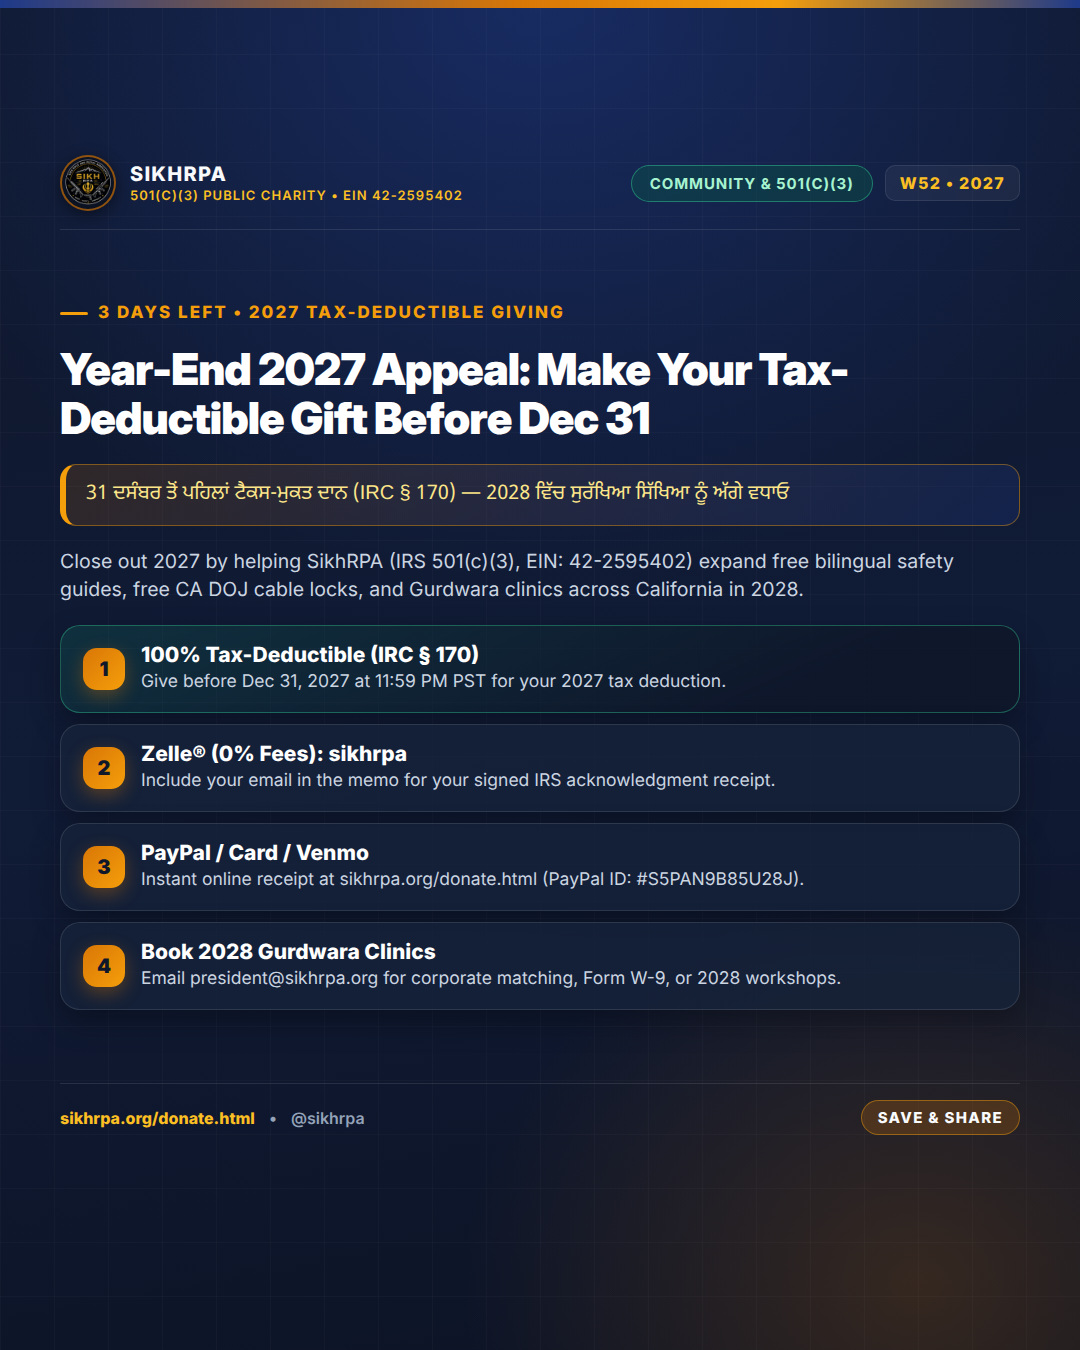 SIKH
SIKHRPA
501(C)(3) PUBLIC CHARITY • EIN 42-2595402
COMMUNITY & 501(C)(3)
W52 • 2027
3 DAYS LEFT • 2027 TAX-DEDUCTIBLE GIVING
Year-End 2027 Appeal: Make Your Tax-
Deductible Gift Before Dec 31
31 ਦਸੰਬਰ ਤੋਂ ਪਹਿਲਾਂ ਟੈਕਸ-ਮੁਕਤ ਦਾਨ (IRC § 170) — 2028 ਵਿੱਚ ਸੁਰੱਖਿਆ ਸਿੱਖਿਆ ਨੂੰ ਅੱਗੇ ਵਧਾਓ
Close out 2027 by helping SikhRPA (IRS 501(c)(3), EIN: 42-2595402) expand free bilingual safety
guides, free CA DOJ cable locks, and Gurdwara clinics across California in 2028.
1
100% Tax-Deductible (IRC § 170)
Give before Dec 31, 2027 at 11:59 PM PST for your 2027 tax deduction.
2
Zelle® (0% Fees): sikhrpa
Include your email in the memo for your signed IRS acknowledgment receipt.
3
PayPal / Card / Venmo
Instant online receipt at sikhrpa.org/donate.html (PayPal ID: #S5PAN9B85U28J).
4
Book 2028 Gurdwara Clinics
Email president@sikhrpa.org for corporate matching, Form W-9, or 2028 workshops.
sikhrpa.org/donate.html • @sikhrpa
SAVE & SHARE